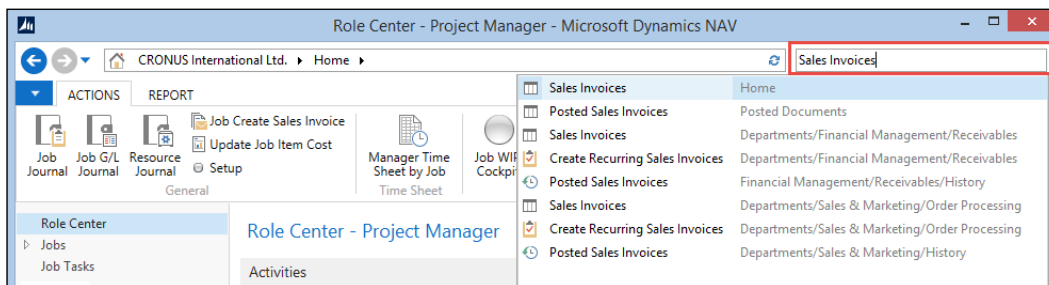 Role Center - Project Manager - Microsoft Dynamics NAV
CRONUS International Ltd. Home
Sales Invoices
ACTIONS REPORT
Job Journal
Job G/L Journal
Resource Journal
Job Create Sales Invoice
Update Job Item Cost
Setup
General
Manager Time Sheet by Job
Time Sheet
Job WIP
Cockpi
Sales Invoices Home
Posted Sales Invoices Posted Documents
Sales Invoices Departments/Financial Management/Receivables
Create Recurring Sales Invoices Departments/Financial Management/Receivables
Posted Sales Invoices Financial Management/Receivables/History
Sales Invoices Departments/Sales & Marketing/Order Processing
Create Recurring Sales Invoices Departments/Sales & Marketing/Order Processing
Posted Sales Invoices Departments/Sales & Marketing/History
Role Center
Jobs
Job Tasks
Role Center - Project Manager
Activities